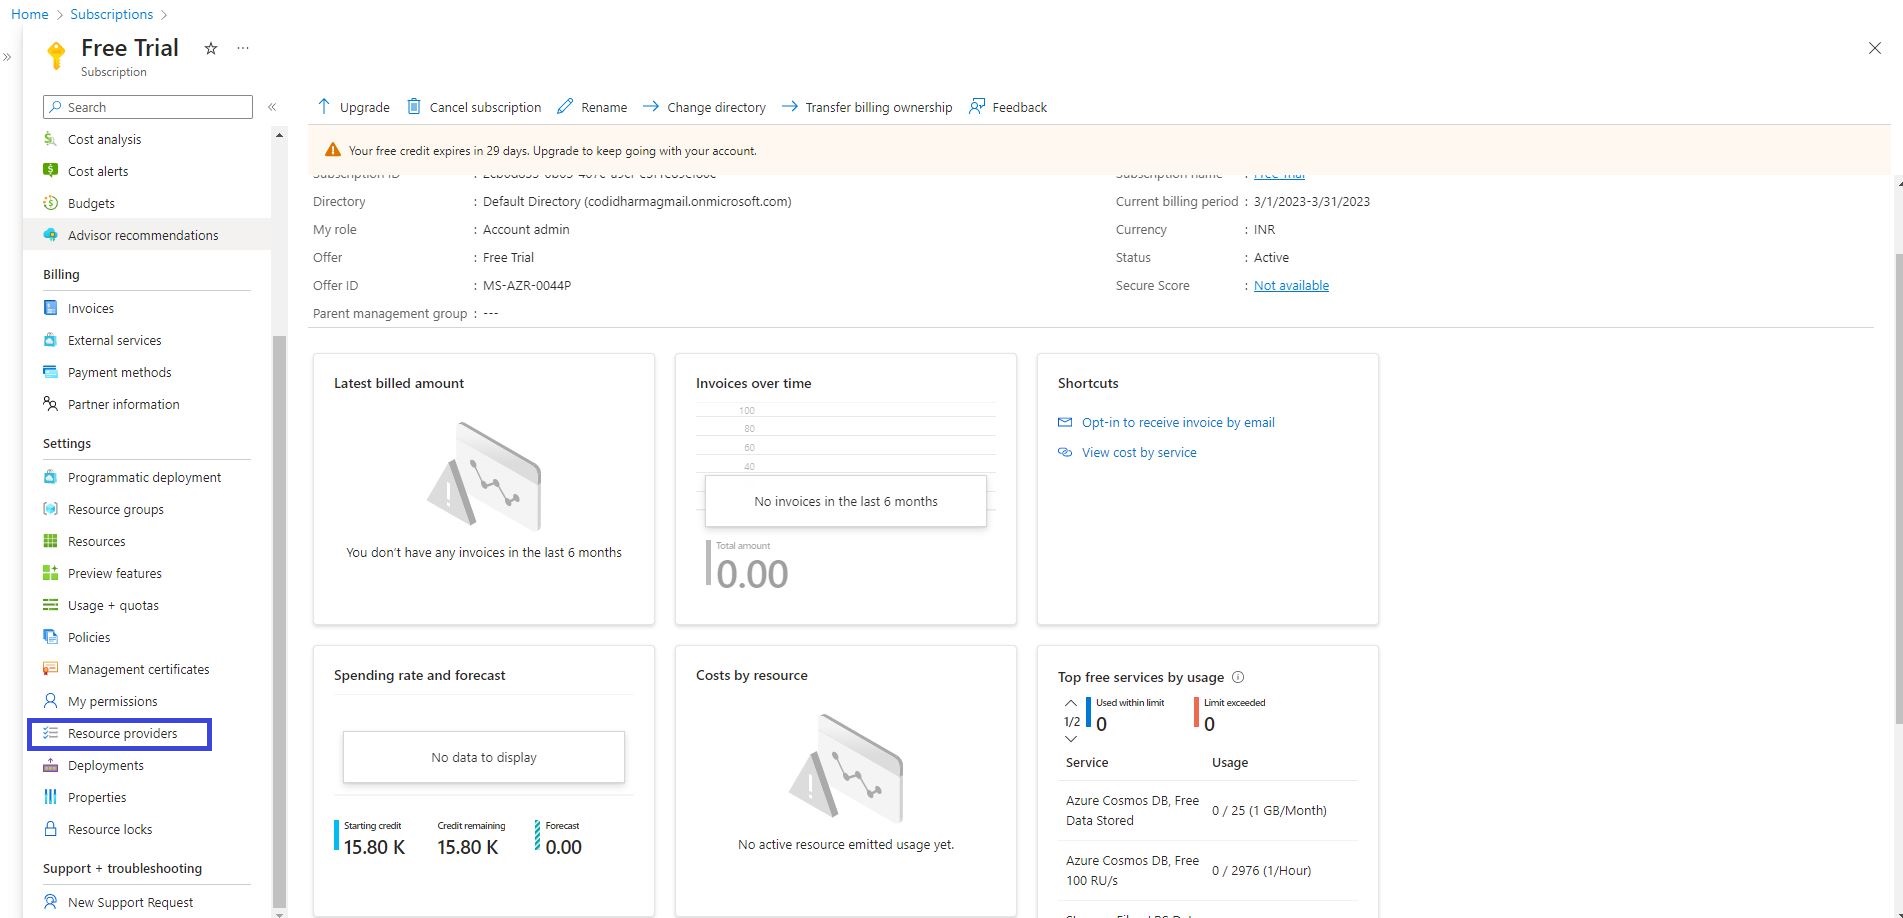 Home > Subscriptions >
Free Trial
Subscription
Search
Cost analysis
Cost alerts
Budgets
Advisor recommendations
Billing
Invoices
External services
Payment methods
Partner information
Settings
Programmatic deployment
Resource groups
Resources
Preview features
Usage + quotas
Policies
Management certificates
My permissions
Resource providers
Deployments
Properties
Resource locks
Support + troubleshooting
New Support Request
Upgrade Cancel subscription Rename Change directory Transfer billing ownership Feedback
Your free credit expires in 29 days. Upgrade to keep going with your account.
Subscription ID :
Directory : Default Directory (codidharmagmail.onmicrosoft.com)
My role : Account admin
Offer : Free Trial
Offer ID : MS-AZR-0044P
Parent management group : ---
Subscription name : Free Trial
Current billing period : 3/1/2023-3/31/2023
Currency : INR
Status : Active
Secure Score : Not available
Latest billed amount
You don't have any invoices in the last 6 months
Invoices over time
100
80
60
40
No invoices in the last 6 months
Total amount
0.00
Shortcuts
Opt-in to receive invoice by email
View cost by service
Spending rate and forecast
No data to display
Starting credit
15.80 K
Credit remaining
15.80 K
Forecast
0.00
Costs by resource
No active resource emitted usage yet.
Top free services by usage
1/2
Used within limit
0
Limit exceeded
0
Service Usage
Azure Cosmos DB, Free
Data Stored
0 / 25 (1 GB/Month)
Azure Cosmos DB, Free
100 RU/s
0 / 2976 (1/Hour)